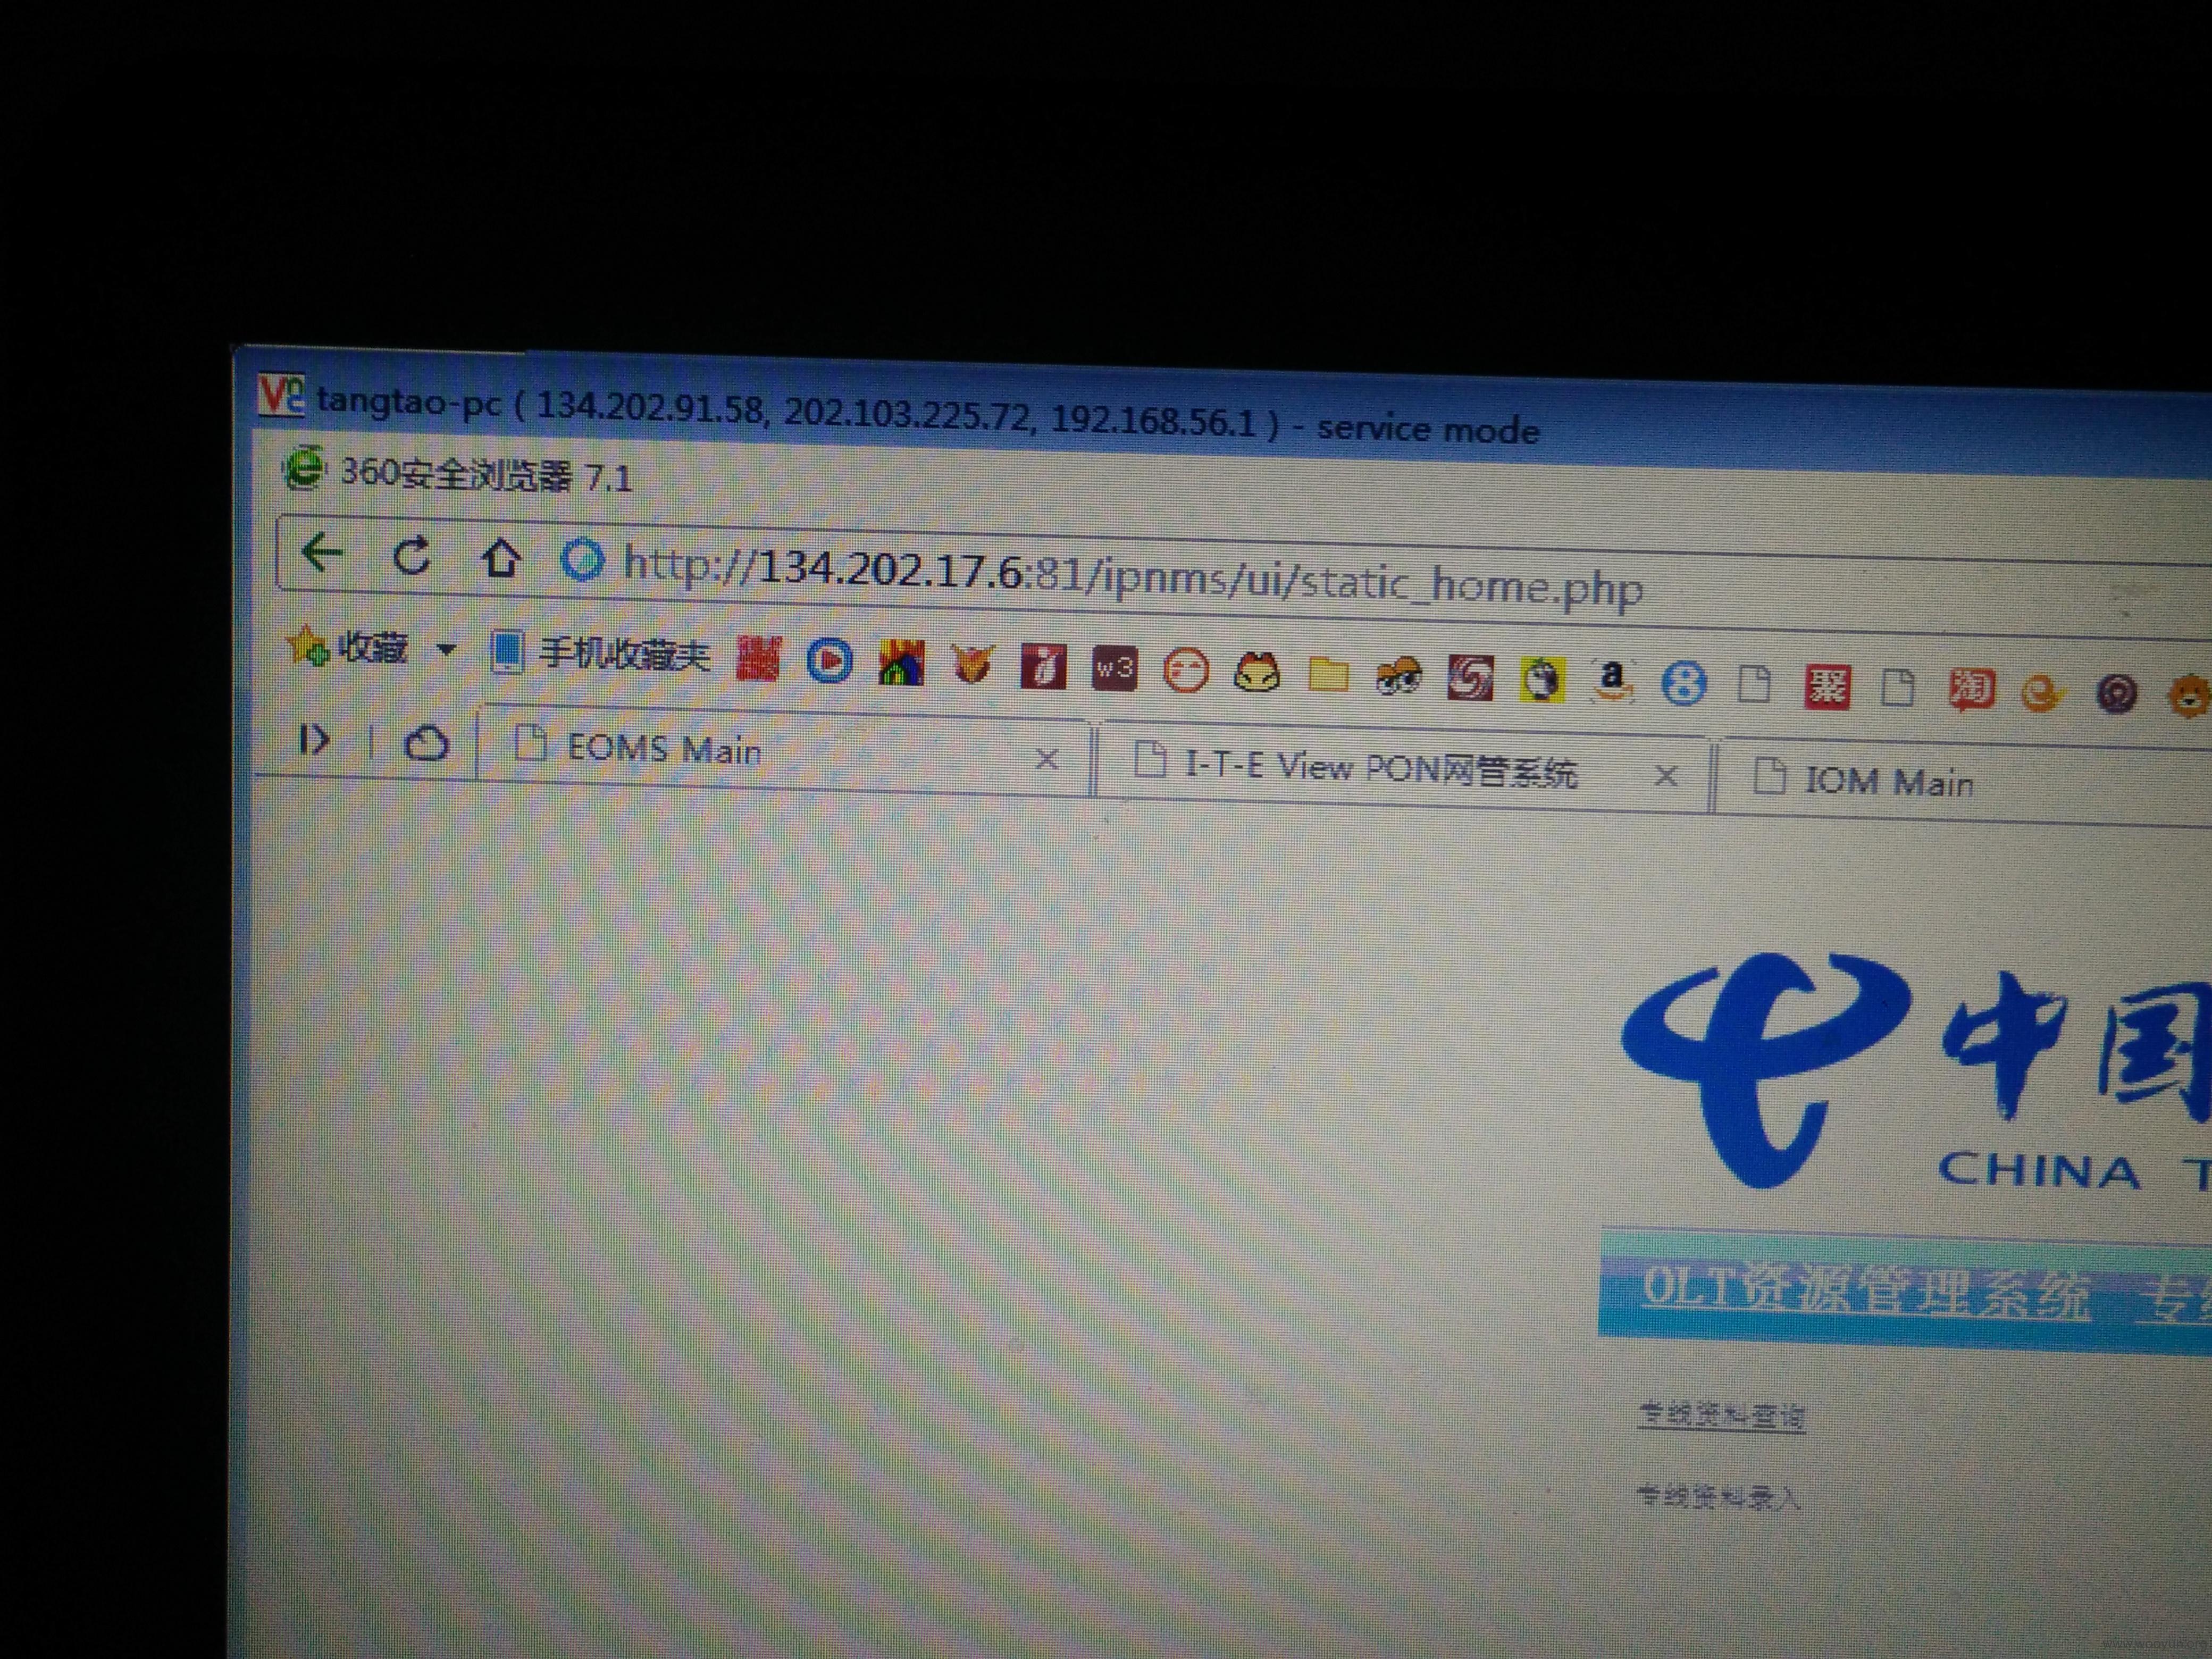 tangtao-pc ( 134.202.91.58, 202.103.225.72, 192.168.56.1 ) - service mode
360安全浏览器 7.1
http://134.202.17.6:81/ipnms/ui/static_home.php
收藏 手机收藏夹 w3 a 8 聚 淘
EOMS Main I-T-E View PON网管系统 IOM Main
中国
CHINA T
OLT资源管理系统 专
专线资料查询
专线资料录入